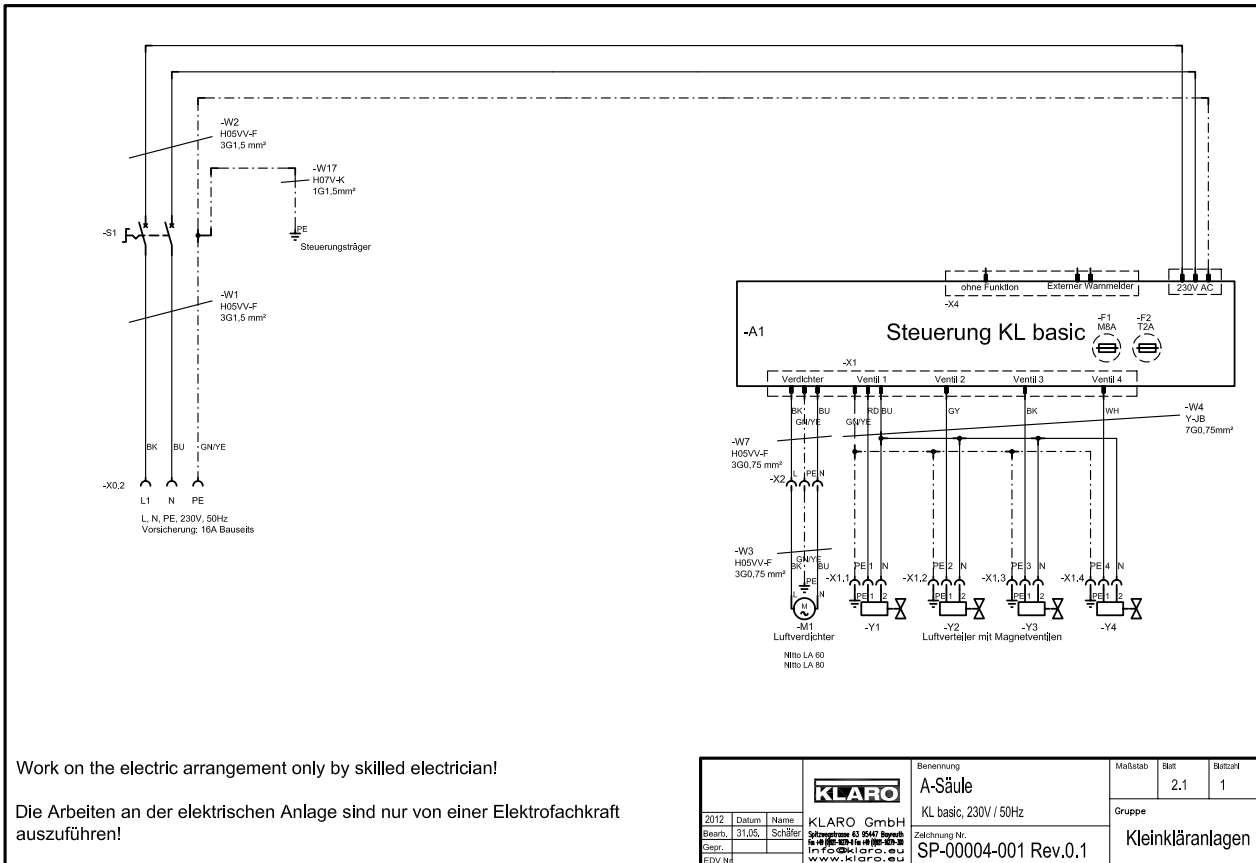 -W2
H05VV-F
3G1,5 mm²
-W17
H07V-K
1G1,5mm²
-S1
PE
Steuerungsträger
-W1
H05VV-F
3G1,5 mm²
BK BU GN/YE
-X0.2
L1 N PE
L, N, PE, 230V, 50Hz
Vorsicherung: 16A Bauseits
ohne Funktion Externer Warnmelder 230V AC
-X4
-A1
Steuerung KL basic
-F1
M8A
-F2
T2A
-X1
Verdichter Ventil 1 Ventil 2 Ventil 3 Ventil 4
BK BU RD BU GY BK WH
GN/YE GN/YE
-W4
Y-JB
7G0,75mm²
-W7
H05VV-F
3G0,75 mm²
-X2
L PE N
-W3
H05VV-F
3G0,75 mm²
GN/YE
BK BU
PE
L N
M
-X1.1 PE 1 N
-X1.2 PE 2 N
-X1.3 PE 3 N
-X1.4 PE 4 N
PE 1 2 PE 1 2 PE 1 2 PE 1 2
-M1 -Y1 -Y2 -Y3 -Y4
Luftverdichter Luftverteiler mit Magnetventilen
Nitto LA 60
Nitto LA 80
Work on the electric arrangement only by skilled electrician!
Die Arbeiten an der elektrischen Anlage sind nur von einer Elektrofachkraft
auszuführen!
KLARO
KLARO GmbH
Spitzwegstrasse 63 95447 Bayreuth
info@klaro.eu
www.klaro.eu
2012 Datum Name
Bearb. 31.05. Schäfer
Gepr.
EDV Nr
Benennung
A-Säule
KL basic, 230V / 50Hz
Zeichnung Nr.
SP-00004-001 Rev.0.1
Maßstab Blatt Blattzahl
2.1 1
Gruppe
Kleinkläranlagen